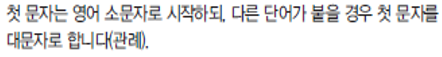 첫 문자는 영어 소문자로 시작하되, 다른 단어가 붙을 경우 첫 문자를
대문자로 합니다(관례).